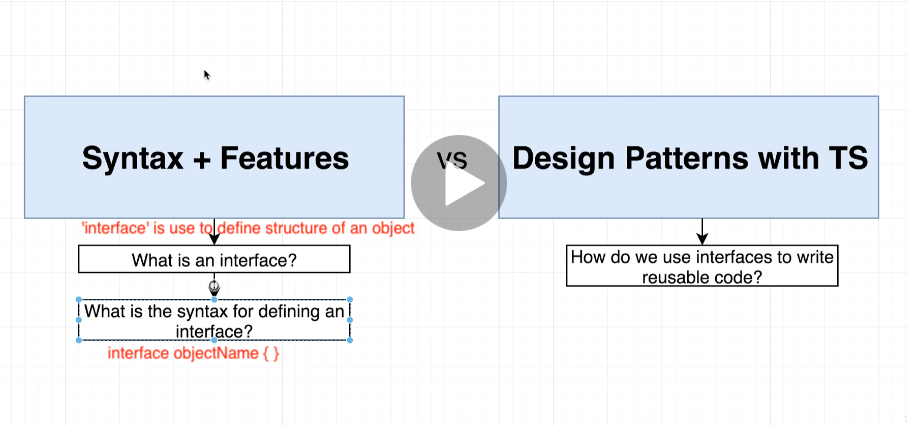 Syntax + Features
vs
Design Patterns with TS
'interface' is use to define structure of an object
What is an interface?
What is the syntax for defining an
interface?
interface objectName { }
How do we use interfaces to write
reusable code?